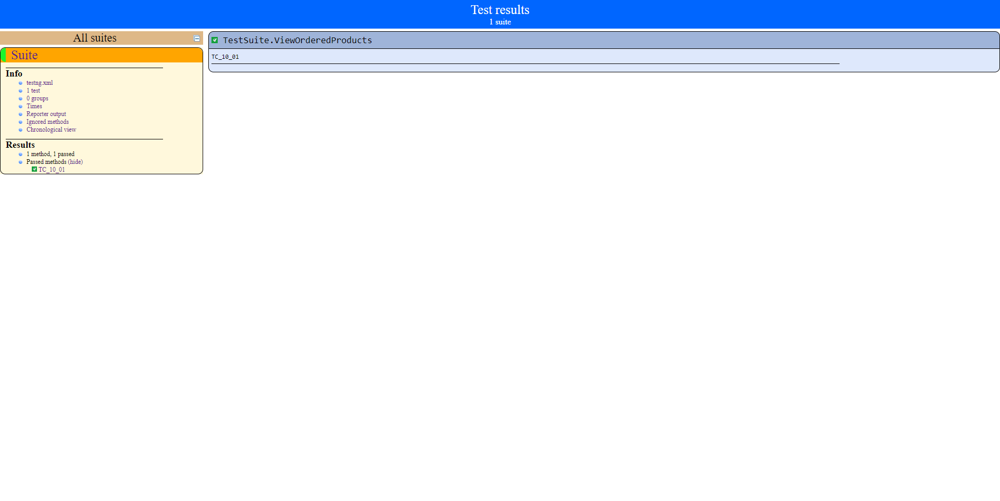 Test results
1 suite
All suites
Suite
Info
testng.xml
1 test
0 groups
Times
Reporter output
Ignored methods
Chronological view
Results
1 method, 1 passed
Passed methods (hide)
TC_10_01
TestSuite.ViewOrderedProducts
TC_10_01